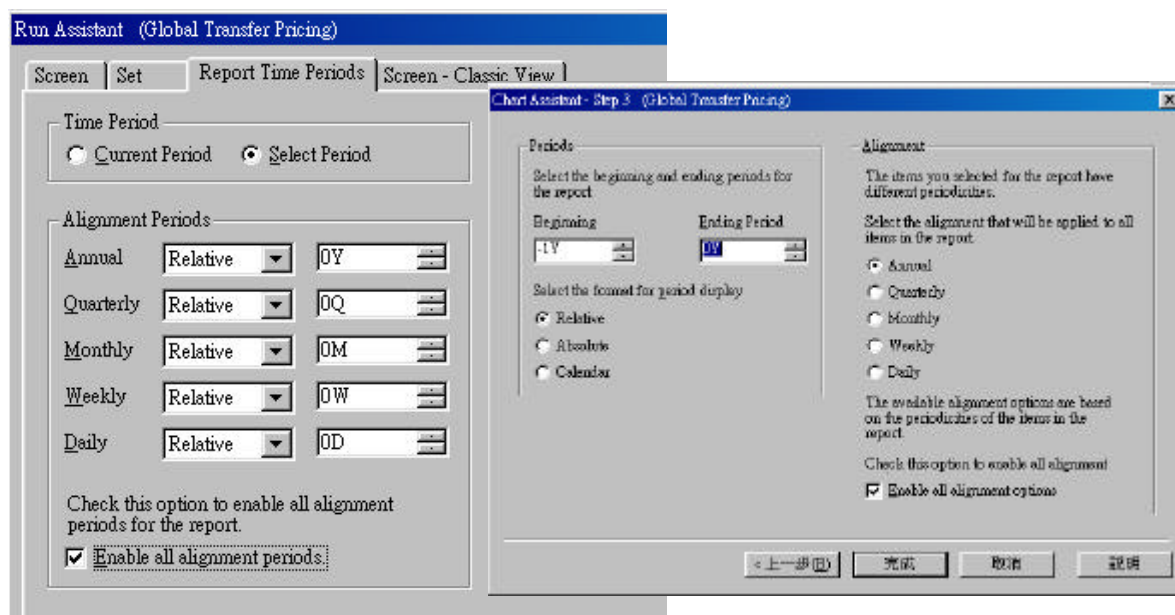 Run Assistant (Global Transfer Pricing)
Screen
Set
Report Time Periods
Screen - Classic View
Time Period
Current Period
Select Period
Alignment Periods
Annual
Relative
0Y
Quarterly
Relative
0Q
Monthly
Relative
0M
Weekly
Relative
0W
Daily
Relative
0D
Check this option to enable all alignment
periods for the report.
Enable all alignment periods.
Chart Assistant - Step 3 (Global Transfer Pricing)
Periods
Select the beginning and ending periods for
the report
Beginning
Ending Period
-1Y
0Y
Select the format for period display
Relative
Absolute
Calendar
Alignment
The items you selected for the report have
different periodicities.
Select the alignment that will be applied to all
items in the report
Annual
Quarterly
Monthly
Weekly
Daily
The available alignment options are based
on the periodicities of the items in the
report
Check this option to enable all alignment
Enable all alignment options
<上一步(B)
完成
取消
說明